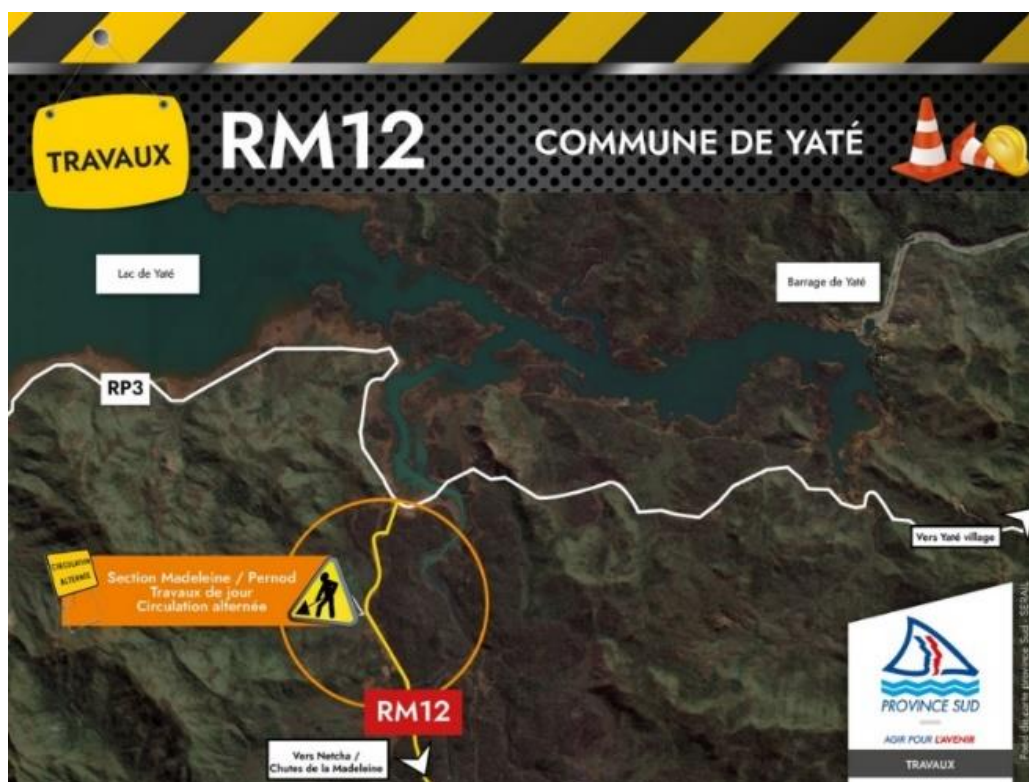 TRAVAUX
RM12
COMMUNE DE YATÉ
Lac de Yaté
Barrage de Yaté
RP3
Vers Yaté village
CIRCULATION
ALTERNÉE
Section Madeleine / Pernod
Travaux de jour
Circulation alternée
RM12
Vers Netcha /
Chutes de la Madeleine
PROVINCE SUD
AGIR POUR L'AVENIR
TRAVAUX